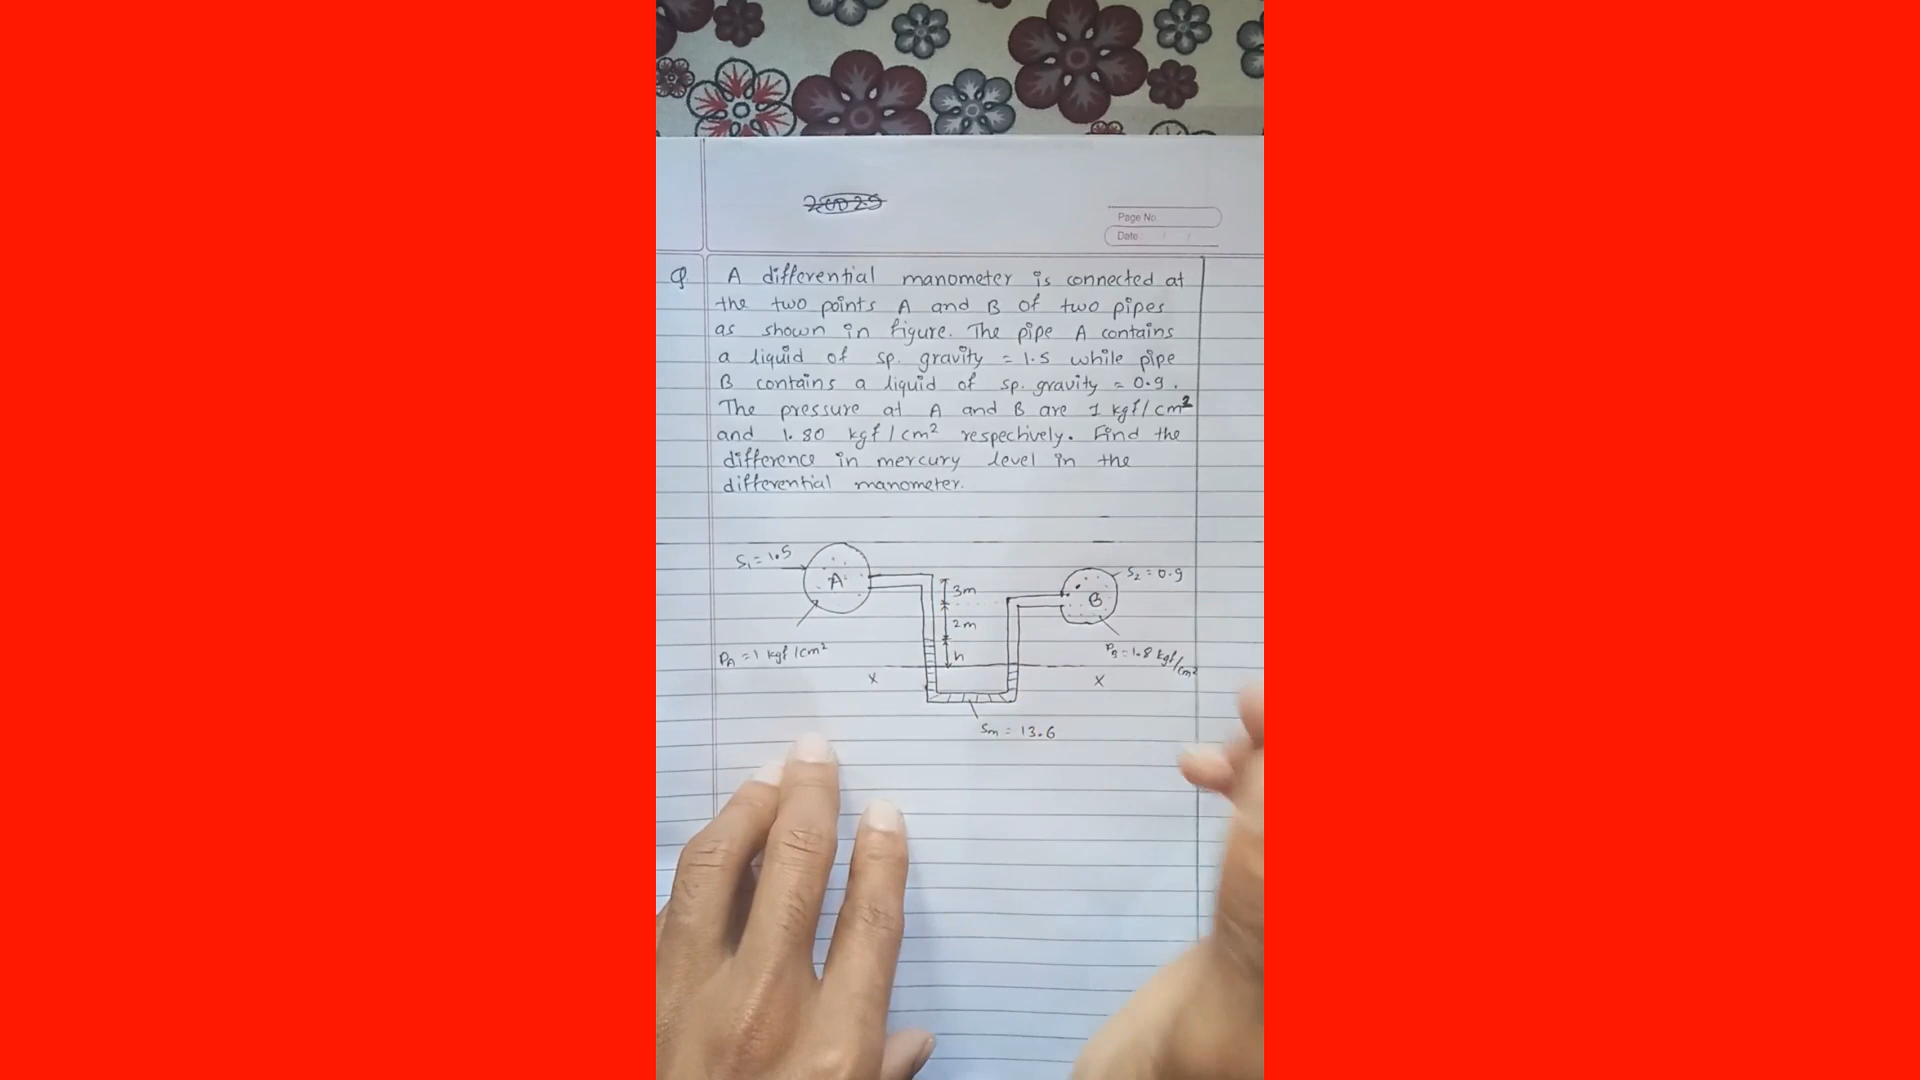 Page No.
Date
Q. A differential manometer is connected at
the two points A and B of two pipes
as shown in figure. The pipe A contains
a liquid of sp. gravity = 1.5 while pipe
B contains a liquid of sp. gravity = 0.9.
The pressure at A and B are 1 kgf/cm²
and 1.80 kgf/cm² respectively. Find the
difference in mercury level in the
differential manometer.
S₁ = 1.5
A
3m
S₂ = 0.9
B
2m
PA = 1 kgf/cm²
h
PB = 1.8 kgf/cm²
X
X
Sm = 13.6